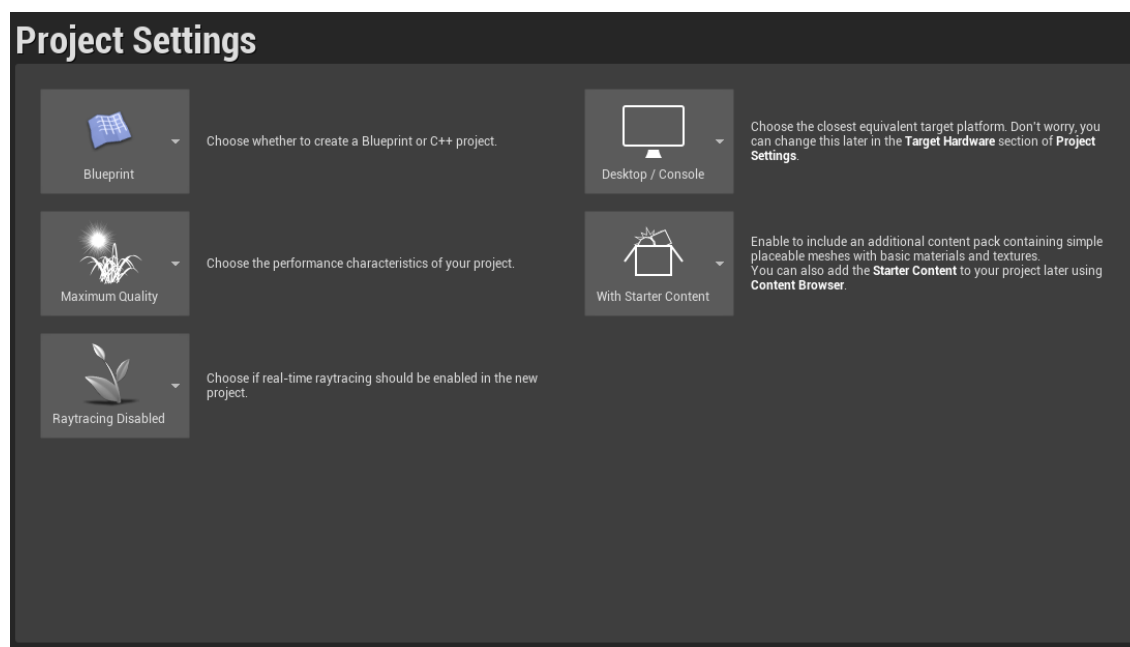 Project Settings
Blueprint
Choose whether to create a Blueprint or C++ project.
Desktop / Console
Choose the closest equivalent target platform. Don't worry, you
can change this later in the Target Hardware section of Project
Settings.
Maximum Quality
Choose the performance characteristics of your project.
With Starter Content
Enable to include an additional content pack containing simple
placeable meshes with basic materials and textures.
You can also add the Starter Content to your project later using
Content Browser.
Raytracing Disabled
Choose if real-time raytracing should be enabled in the new
project.